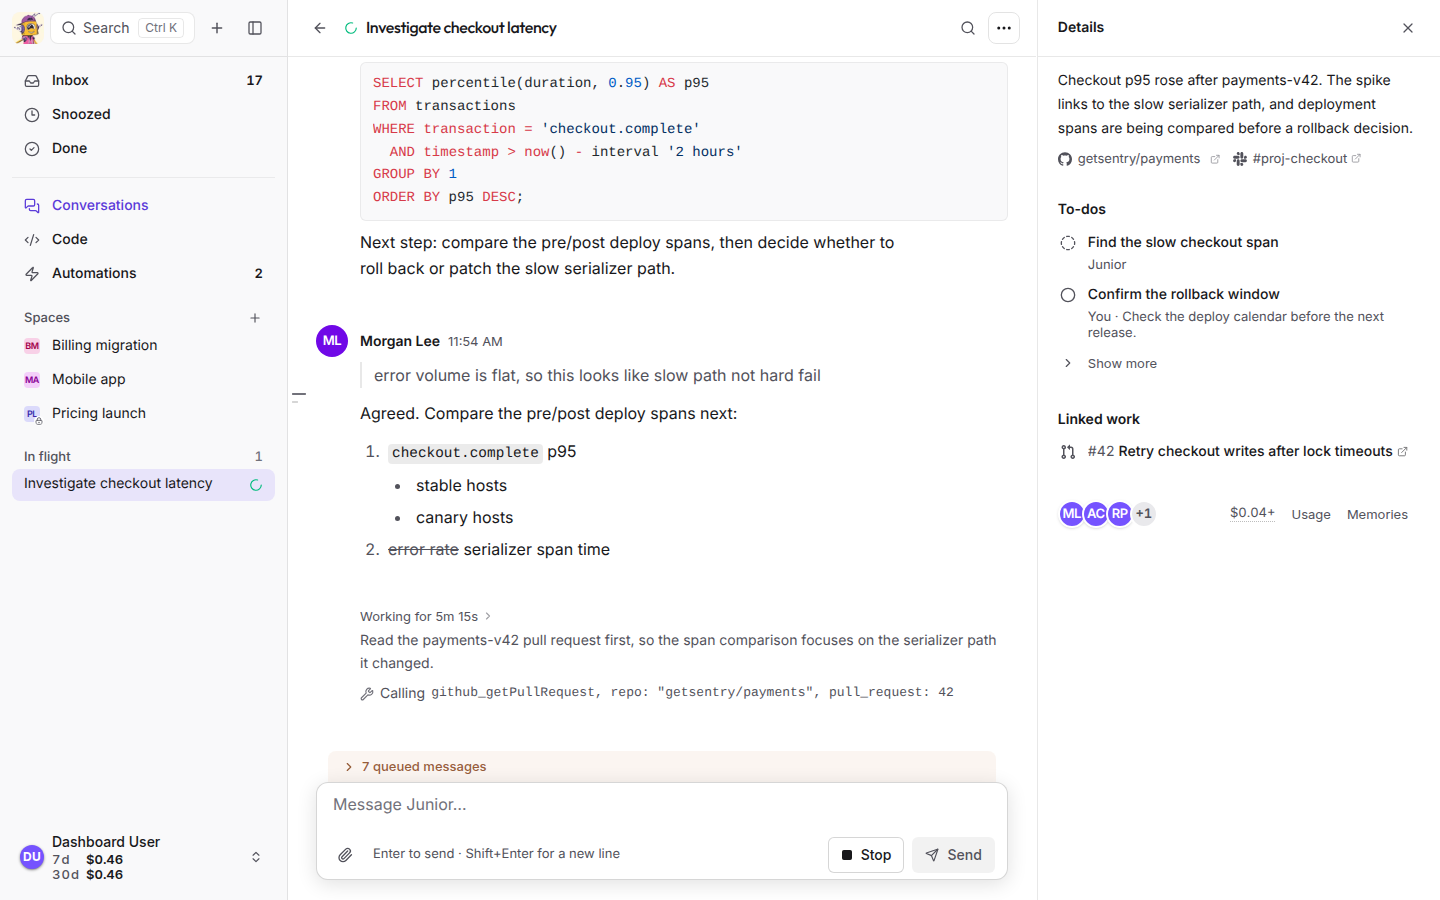 Search Ctrl K
Inbox 17
Snoozed
Done
Conversations
Code
Automations 2
Spaces
BM Billing migration
MA Mobile app
PL Pricing launch
In flight 1
Investigate checkout latency
DU Dashboard User
7d $0.46
30d $0.46
Investigate checkout latency
SELECT percentile(duration, 0.95) AS p95
FROM transactions
WHERE transaction = 'checkout.complete'
AND timestamp > now() - interval '2 hours'
GROUP BY 1
ORDER BY p95 DESC;
Next step: compare the pre/post deploy spans, then decide whether to
roll back or patch the slow serializer path.
ML Morgan Lee 11:54 AM
error volume is flat, so this looks like slow path not hard fail
Agreed. Compare the pre/post deploy spans next:
1. checkout.complete p95
• stable hosts
• canary hosts
2. error rate serializer span time
Working for 5m 15s
Read the payments-v42 pull request first, so the span comparison focuses on the serializer path
it changed.
Calling github_getPullRequest, repo: "getsentry/payments", pull_request: 42
7 queued messages
Message Junior...
Enter to send · Shift+Enter for a new line
Stop
Send
Details
Checkout p95 rose after payments-v42. The spike
links to the slow serializer path, and deployment
spans are being compared before a rollback decision.
getsentry/payments #proj-checkout
To-dos
Find the slow checkout span
Junior
Confirm the rollback window
You · Check the deploy calendar before the next
release.
Show more
Linked work
#42 Retry checkout writes after lock timeouts
ML AC RP +1 $0.04+ Usage Memories